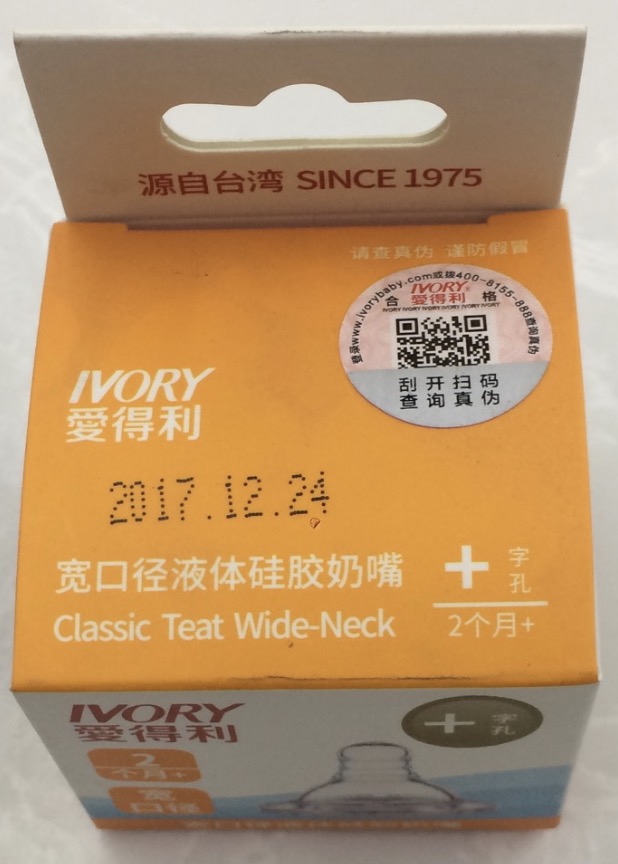 源自台湾 SINCE 1975
请查真伪 谨防假冒
登录www.ivorybaby.com或拨400-8155-888查询真伪
IVORY
合 愛得利 格
IVORY IVORY IVORY IVORY IVORY IVORY
刮开扫码
查询真伪
IVORY
愛得利
2017.12.24
宽口径液体硅胶奶嘴
Classic Teat Wide-Neck
+ 字孔
2个月+
IVORY
愛得利
+ 字孔
2
个月+
宽
口径